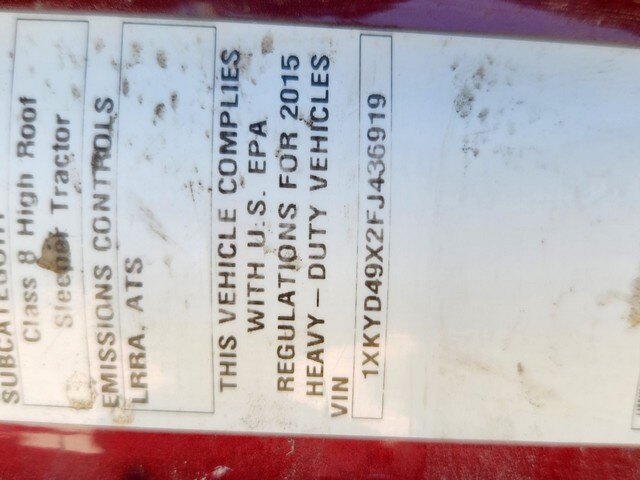 SUBCATEGORY
Class 8 High Roof
Sleeper Tractor
EMISSIONS CONTROLS
LRRA, ATS
THIS VEHICLE COMPLIES
WITH U.S. EPA
REGULATIONS FOR 2015
HEAVY-DUTY VEHICLES
VIN
1XKYD49X2FJ436919